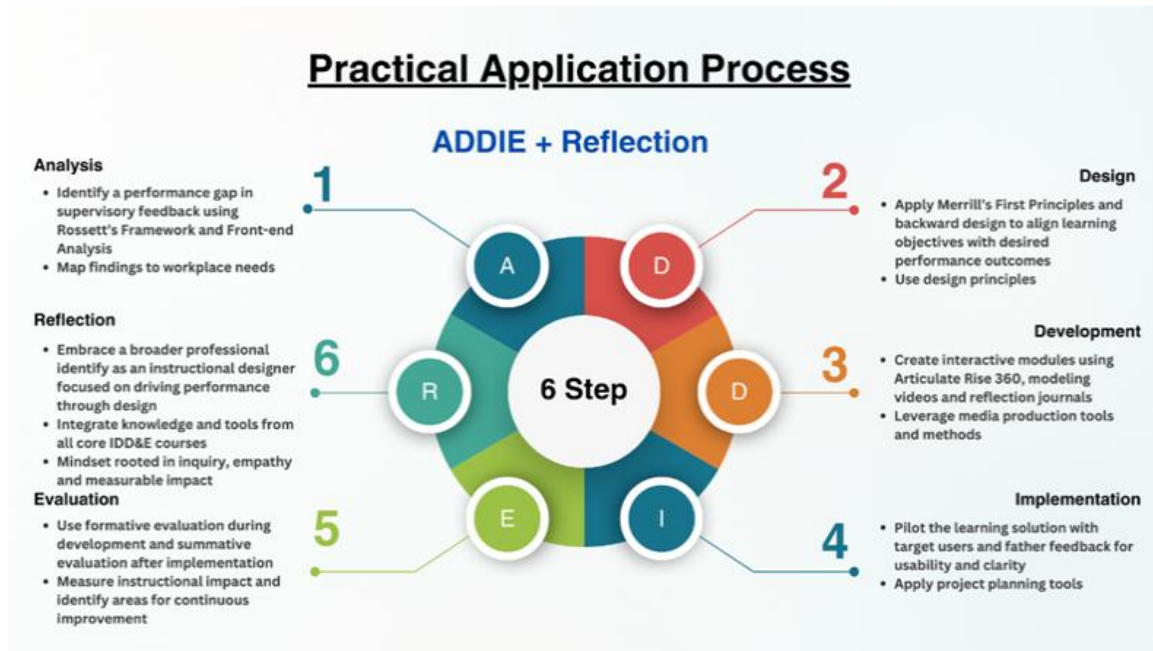 Practical Application Process
ADDIE + Reflection
Analysis
• Identify a performance gap in
supervisory feedback using
Rossett's Framework and Front-end
Analysis
• Map findings to workplace needs
1
2
Design
• Apply Merrill's First Principles and
backward design to align learning
objectives with desired
performance outcomes
• Use design principles
A
D
Reflection
• Embrace a broader professional
identify as an instructional designer
focused on driving performance
through design
• Integrate knowledge and tools from
all core IDD&E courses
• Mindset rooted in inquiry, empathy
and measurable impact
6
R
6 Step
D
3
Development
• Create interactive modules using
Articulate Rise 360, modeling
videos and reflection journals
• Leverage media production tools
and methods
Evaluation
• Use formative evaluation during
development and summative
evaluation after implementation
• Measure instructional impact and
identify areas for continuous
improvement
5
E
I
4
Implementation
• Pilot the learning solution with
target users and father feedback for
usability and clarity
• Apply project planning tools